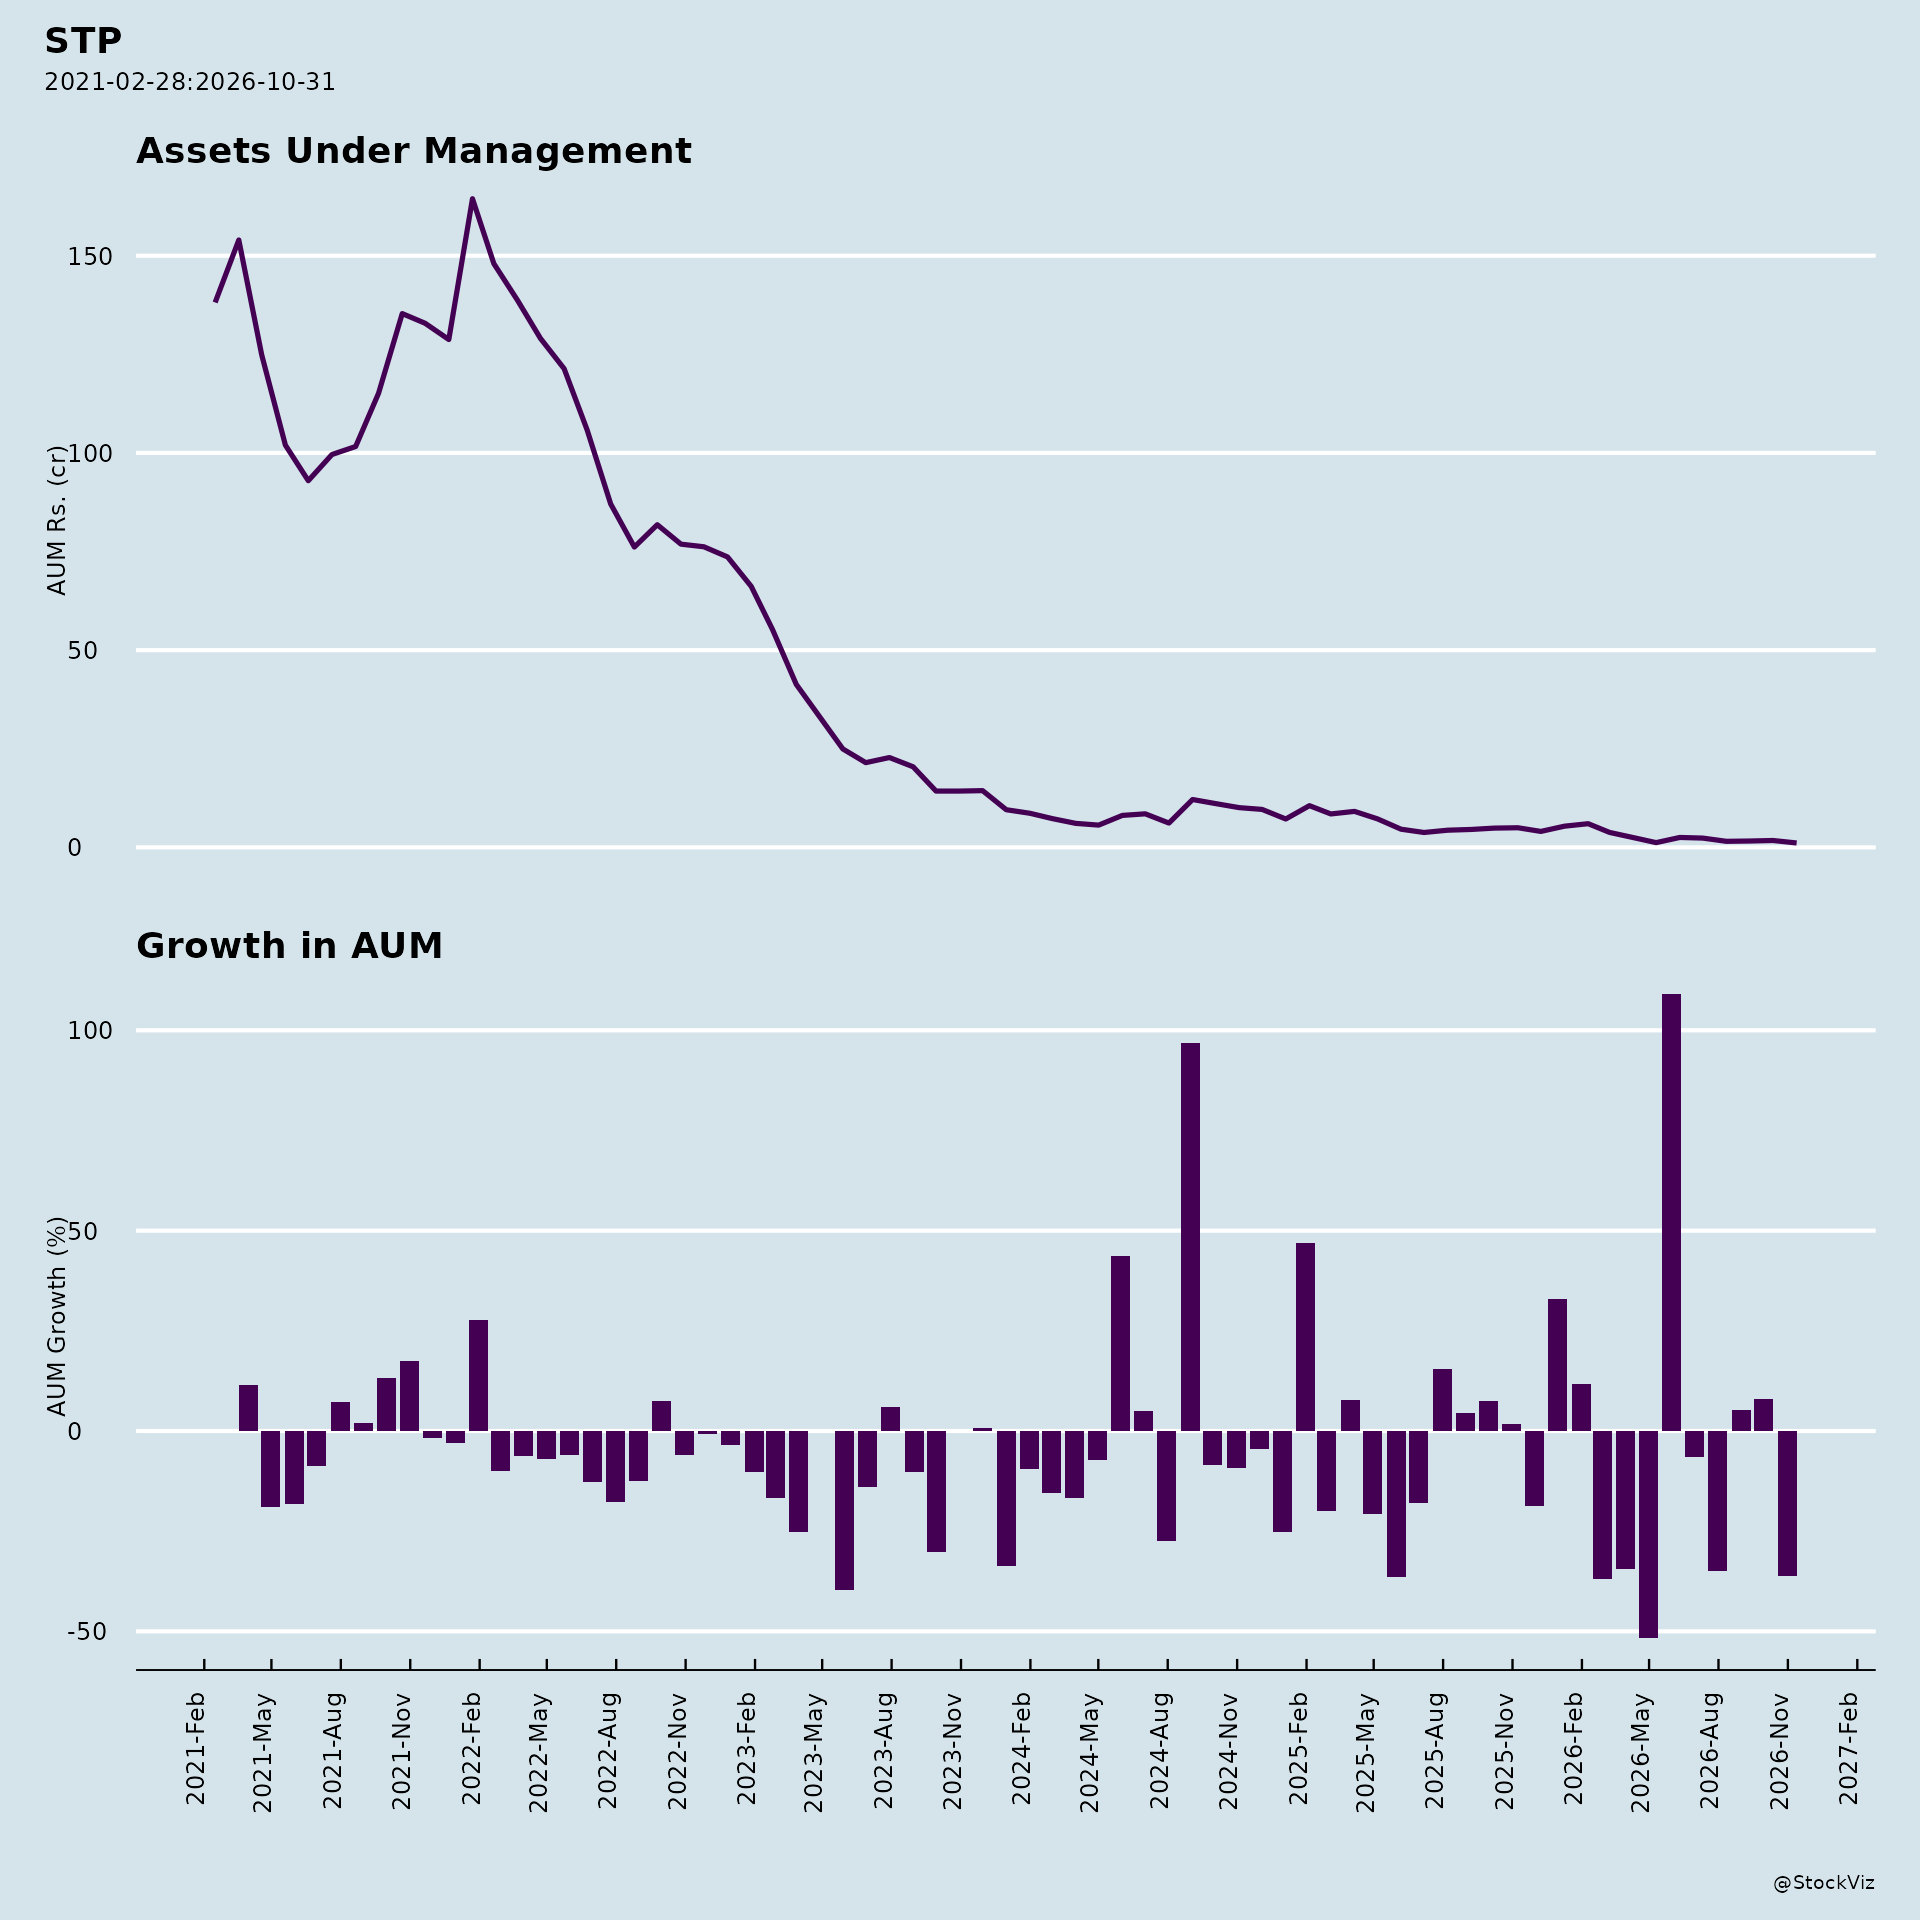 STP
2021-02-28:2026-10-31
Assets Under Management
AUM Rs. (cr)
150
100
50
0
Growth in AUM
AUM Growth (%)
100
50
0
-50
2021-Feb
2021-May
2021-Aug
2021-Nov
2022-Feb
2022-May
2022-Aug
2022-Nov
2023-Feb
2023-May
2023-Aug
2023-Nov
2024-Feb
2024-May
2024-Aug
2024-Nov
2025-Feb
2025-May
2025-Aug
2025-Nov
2026-Feb
2026-May
2026-Aug
2026-Nov
2027-Feb
@StockViz